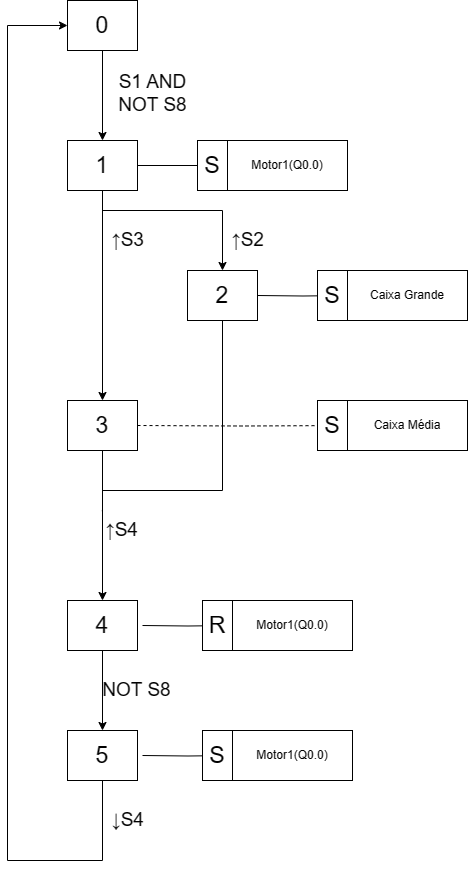 0
S1 AND
NOT S8
1
S Motor1(Q0.0)
↑S3
↑S2
2
S Caixa Grande
3
S Caixa Média
↑S4
4
R Motor1(Q0.0)
NOT S8
5
S Motor1(Q0.0)
↓S4